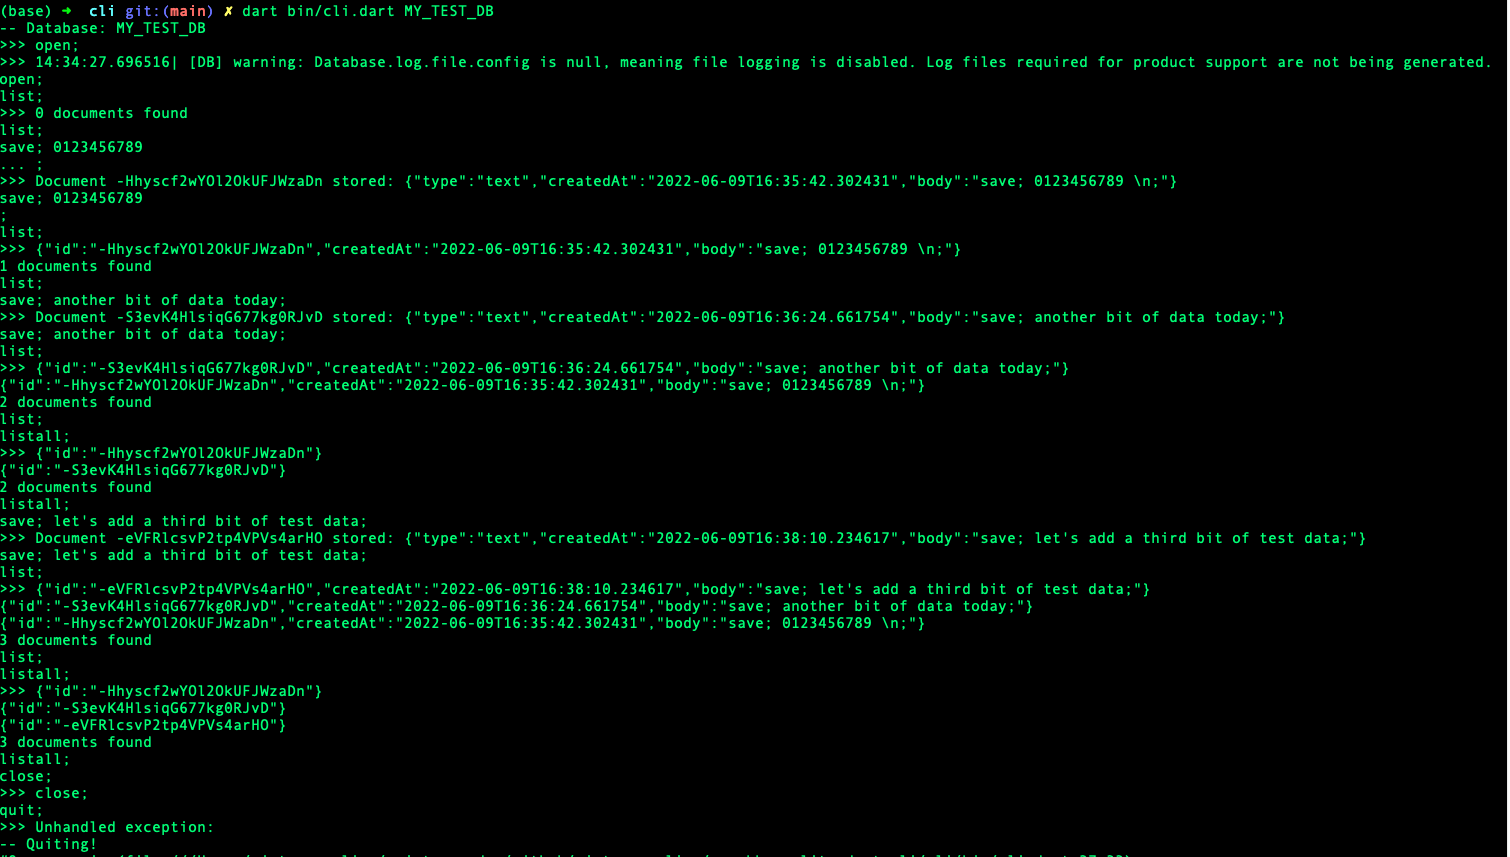 (base) ➜  cli git:(main) ✗ dart bin/cli.dart MY_TEST_DB
-- Database: MY_TEST_DB
>>> open;
>>> 14:34:27.696516| [DB] warning: Database.log.file.config is null, meaning file logging is disabled. Log files required for product support are not being generated.
open;
list;
>>> 0 documents found
list;
save; 0123456789
... ;
>>> Document -Hhyscf2wYOl2OkUFJWzaDn stored: {"type":"text","createdAt":"2022-06-09T16:35:42.302431","body":"save; 0123456789 \n;"}
save; 0123456789
;
list;
>>> {"id":"-Hhyscf2wYOl2OkUFJWzaDn","createdAt":"2022-06-09T16:35:42.302431","body":"save; 0123456789 \n;"}
1 documents found
list;
save; another bit of data today;
>>> Document -S3evK4HlsiqG677kg0RJvD stored: {"type":"text","createdAt":"2022-06-09T16:36:24.661754","body":"save; another bit of data today;"}
save; another bit of data today;
list;
>>> {"id":"-S3evK4HlsiqG677kg0RJvD","createdAt":"2022-06-09T16:36:24.661754","body":"save; another bit of data today;"}
{"id":"-Hhyscf2wYOl2OkUFJWzaDn","createdAt":"2022-06-09T16:35:42.302431","body":"save; 0123456789 \n;"}
2 documents found
list;
listall;
>>> {"id":"-Hhyscf2wYOl2OkUFJWzaDn"}
{"id":"-S3evK4HlsiqG677kg0RJvD"}
2 documents found
listall;
save; let's add a third bit of test data;
>>> Document -eVFRlcsvP2tp4VPVs4arHO stored: {"type":"text","createdAt":"2022-06-09T16:38:10.234617","body":"save; let's add a third bit of test data;"}
save; let's add a third bit of test data;
list;
>>> {"id":"-eVFRlcsvP2tp4VPVs4arHO","createdAt":"2022-06-09T16:38:10.234617","body":"save; let's add a third bit of test data;"}
{"id":"-S3evK4HlsiqG677kg0RJvD","createdAt":"2022-06-09T16:36:24.661754","body":"save; another bit of data today;"}
{"id":"-Hhyscf2wYOl2OkUFJWzaDn","createdAt":"2022-06-09T16:35:42.302431","body":"save; 0123456789 \n;"}
3 documents found
list;
listall;
>>> {"id":"-Hhyscf2wYOl2OkUFJWzaDn"}
{"id":"-S3evK4HlsiqG677kg0RJvD"}
{"id":"-eVFRlcsvP2tp4VPVs4arHO"}
3 documents found
listall;
close;
>>> close;
quit;
>>> Unhandled exception:
-- Quiting!